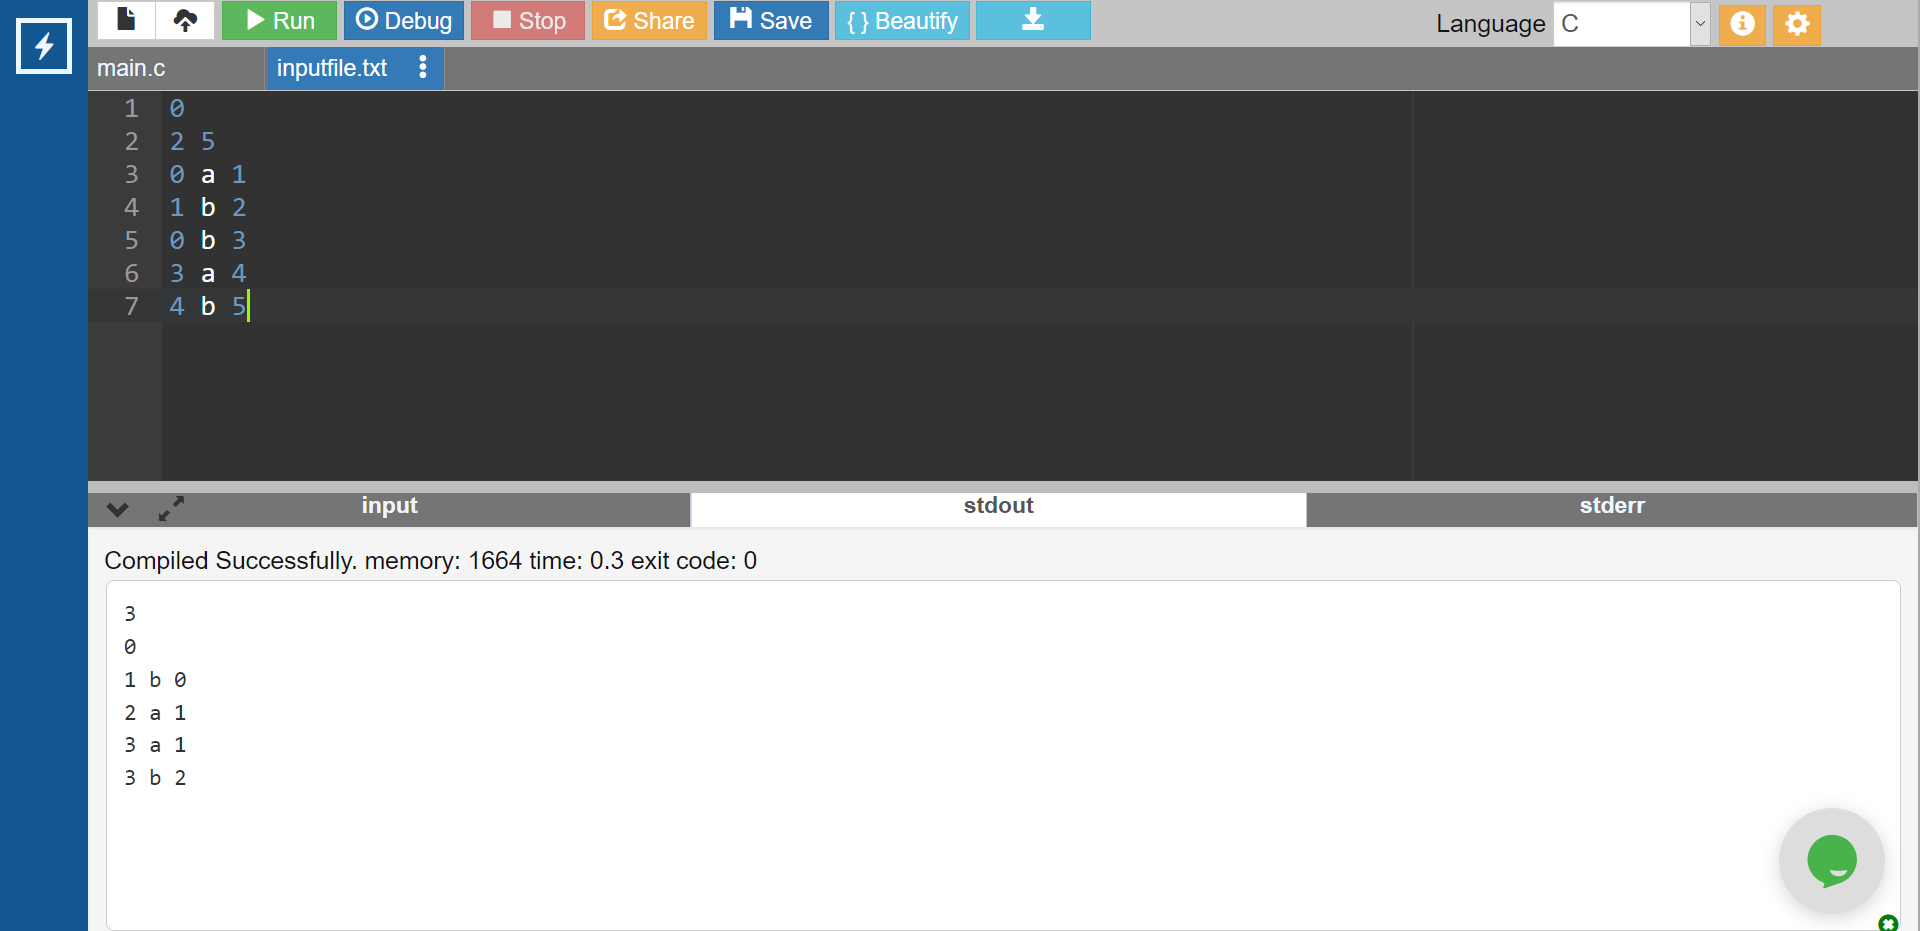 Run Debug Stop Share Save { } Beautify Language C
main.c inputfile.txt
1 0
2 2 5
3 0 a 1
4 1 b 2
5 0 b 3
6 3 a 4
7 4 b 5
input stdout stderr
Compiled Successfully. memory: 1664 time: 0.3 exit code: 0
3
0
1 b 0
2 a 1
3 a 1
3 b 2